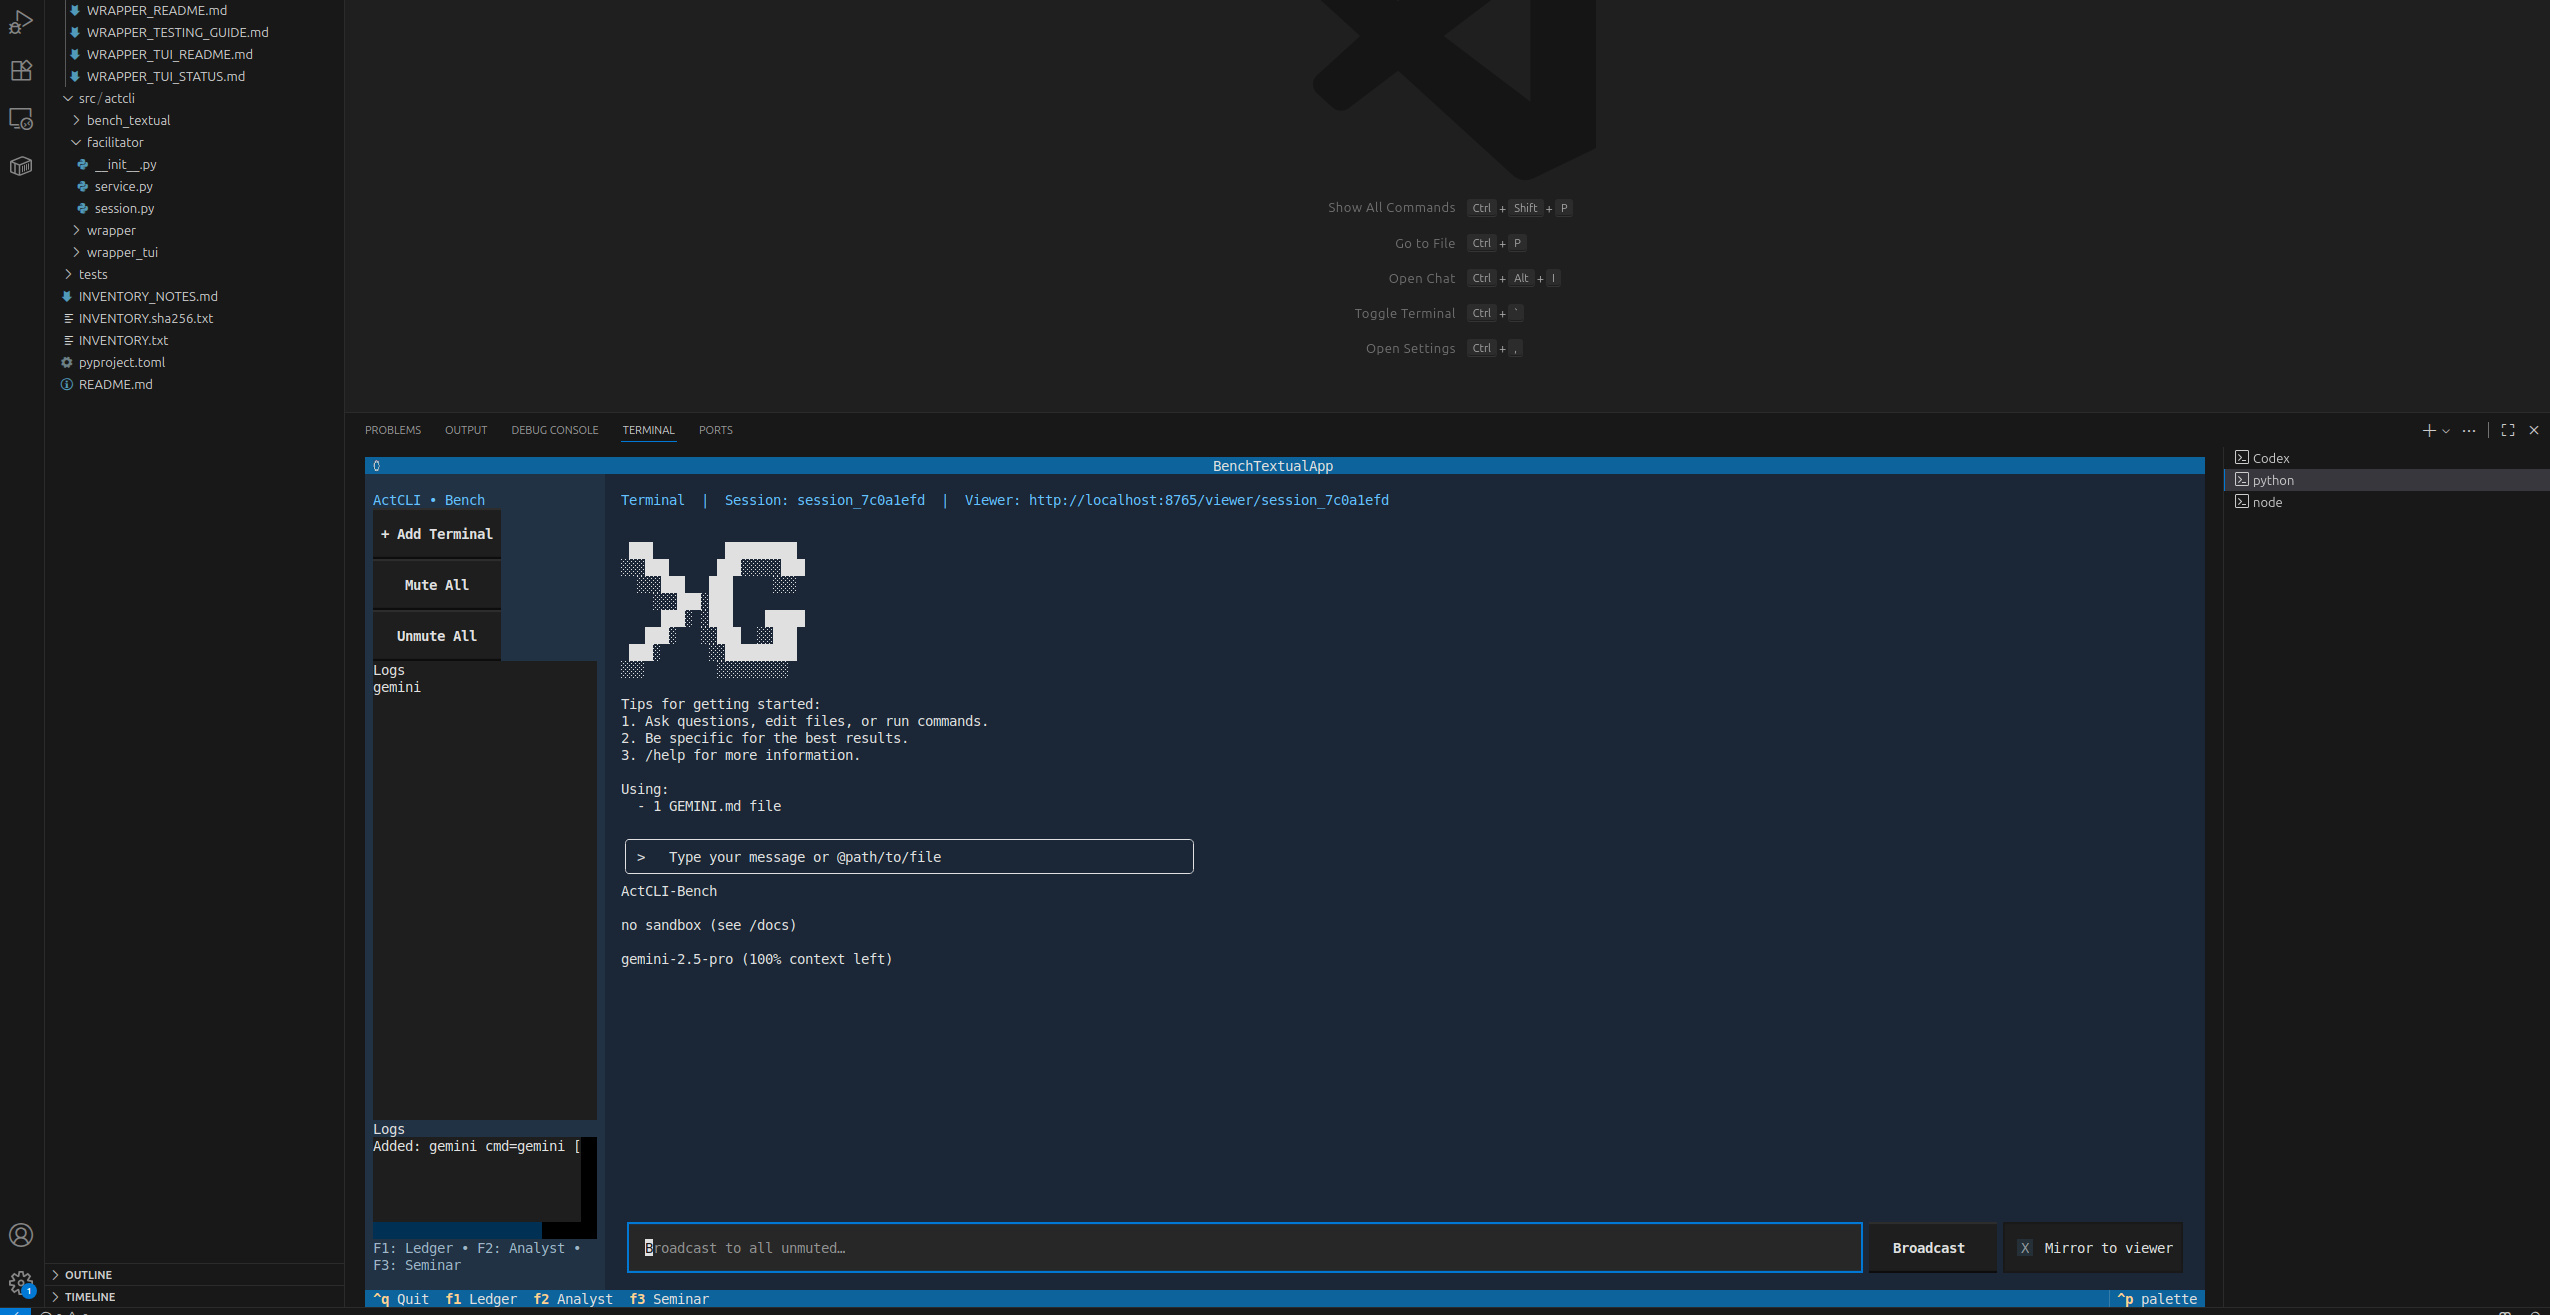 WRAPPER_README.md
WRAPPER_TESTING_GUIDE.md
WRAPPER_TUI_README.md
WRAPPER_TUI_STATUS.md
src/actcli
bench_textual
facilitator
__init__.py
service.py
session.py
wrapper
wrapper_tui
tests
INVENTORY_NOTES.md
INVENTORY.sha256.txt
INVENTORY.txt
pyproject.toml
README.md
OUTLINE
TIMELINE
1
Show All Commands Ctrl + Shift + P
Go to File Ctrl + P
Open Chat Ctrl + Alt + I
Toggle Terminal Ctrl + `
Open Settings Ctrl + ,
PROBLEMS OUTPUT DEBUG CONSOLE TERMINAL PORTS
Codex
python
node
BenchTextualApp
ActCLI • Bench
+ Add Terminal
Mute All
Unmute All
Logs
gemini
Logs
Added: gemini cmd=gemini [
F1: Ledger • F2: Analyst •
F3: Seminar
Terminal | Session: session_7c0a1efd | Viewer: http://localhost:8765/viewer/session_7c0a1efd
>G
Tips for getting started:
1. Ask questions, edit files, or run commands.
2. Be specific for the best results.
3. /help for more information.
Using:
- 1 GEMINI.md file
> Type your message or @path/to/file
ActCLI-Bench
no sandbox (see /docs)
gemini-2.5-pro (100% context left)
Broadcast to all unmuted…
Broadcast
X Mirror to viewer
^q Quit f1 Ledger f2 Analyst f3 Seminar
^p palette